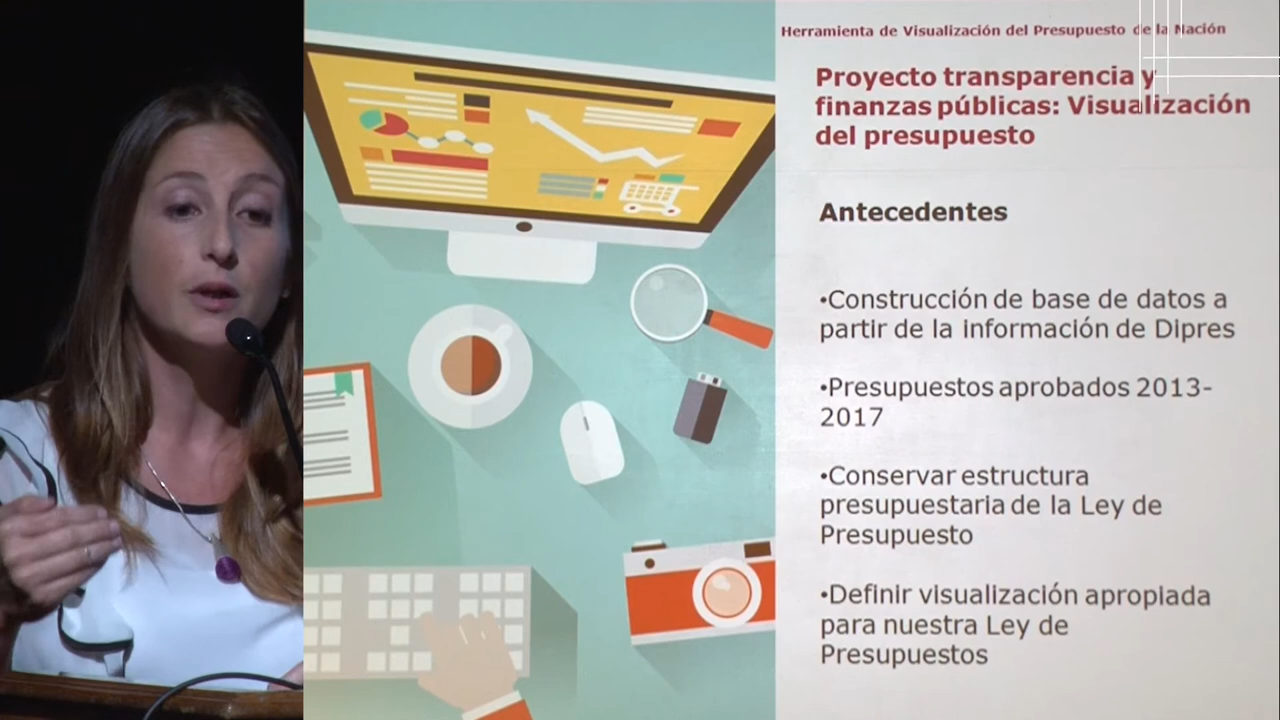 Herramienta de Visualización del Presupuesto de la Nación
Proyecto transparencia y
finanzas públicas: Visualización
del presupuesto
Antecedentes
•Construcción de base de datos a
partir de la información de Dipres
•Presupuestos aprobados 2013-
2017
•Conservar estructura
presupuestaria de la Ley de
Presupuesto
•Definir visualización apropiada
para nuestra Ley de
Presupuestos